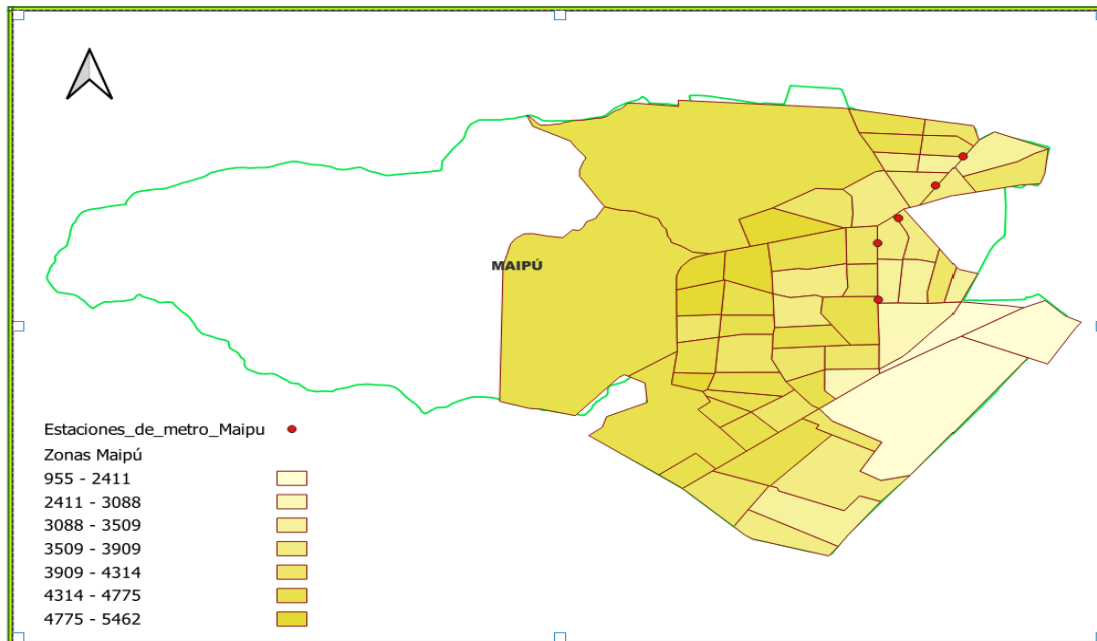 MAIPÚ
Estaciones_de_metro_Maipu
Zonas Maipú
955 - 2411
2411 - 3088
3088 - 3509
3509 - 3909
3909 - 4314
4314 - 4775
4775 - 5462